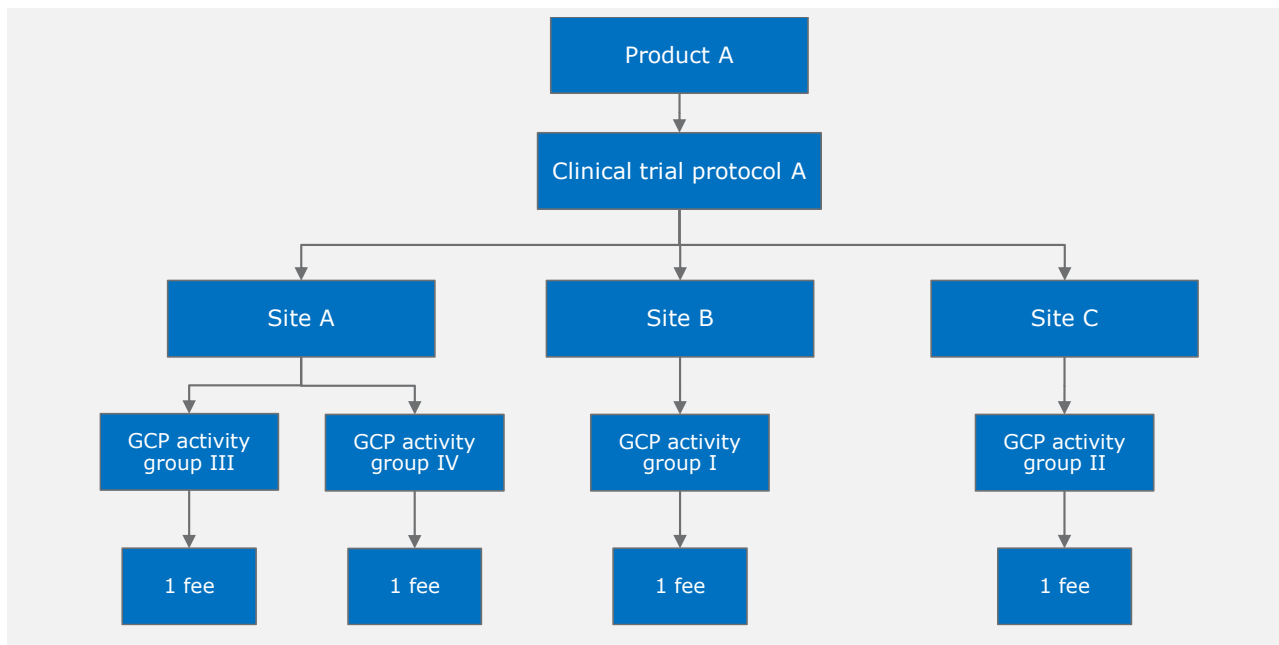 Product A
Clinical trial protocol A
Site A
Site B
Site C
GCP activity
group III
GCP activity
group IV
GCP activity
group I
GCP activity
group II
1 fee
1 fee
1 fee
1 fee